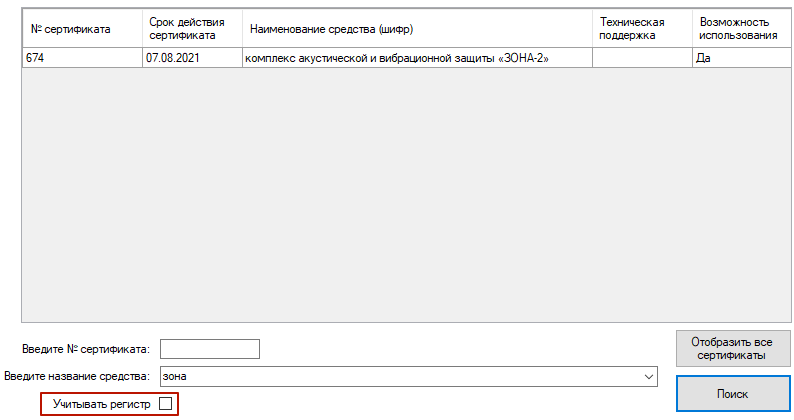 № сертификата
Срок действия
сертификата
Наименование средства (шифр)
Техническая
поддержка
Возможность
использования
674
07.08.2021
комплекс акустической и вибрационной защиты «ЗОНА-2»
Да
Введите № сертификата:
Отобразить все
сертификаты
Введите название средства:
зона
Поиск
Учитывать регистр